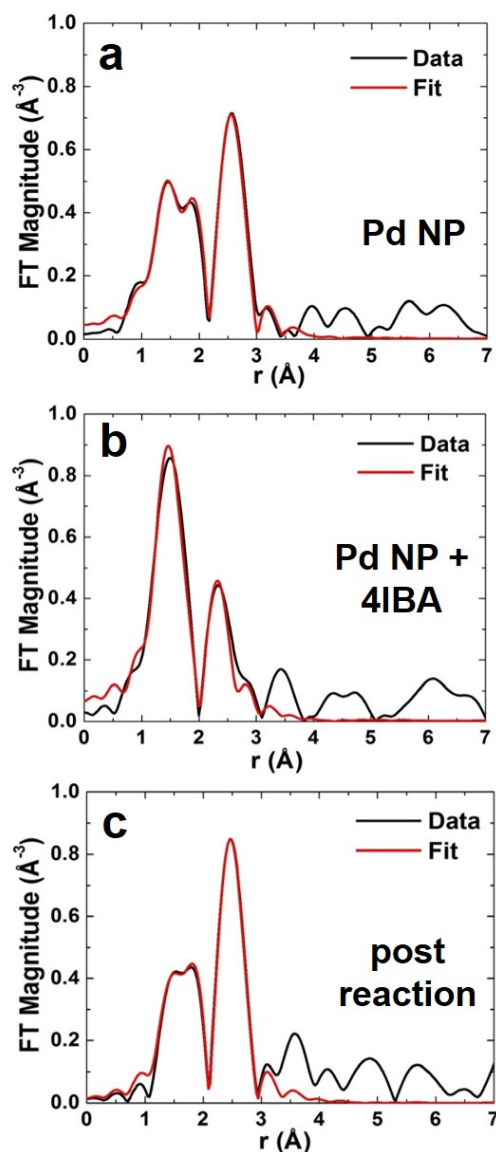 a
1.0
0.8
0.6
0.4
0.2
0.0
FT Magnitude (Å⁻³)
Data
Fit
Pd NP
0 1 2 3 4 5 6 7
r (Å)
b
1.0
0.8
0.6
0.4
0.2
0.0
FT Magnitude (Å⁻³)
Data
Fit
Pd NP +
4IBA
0 1 2 3 4 5 6 7
r (Å)
c
1.0
0.8
0.6
0.4
0.2
0.0
FT Magnitude (Å⁻³)
Data
Fit
post
reaction
0 1 2 3 4 5 6 7
r (Å)